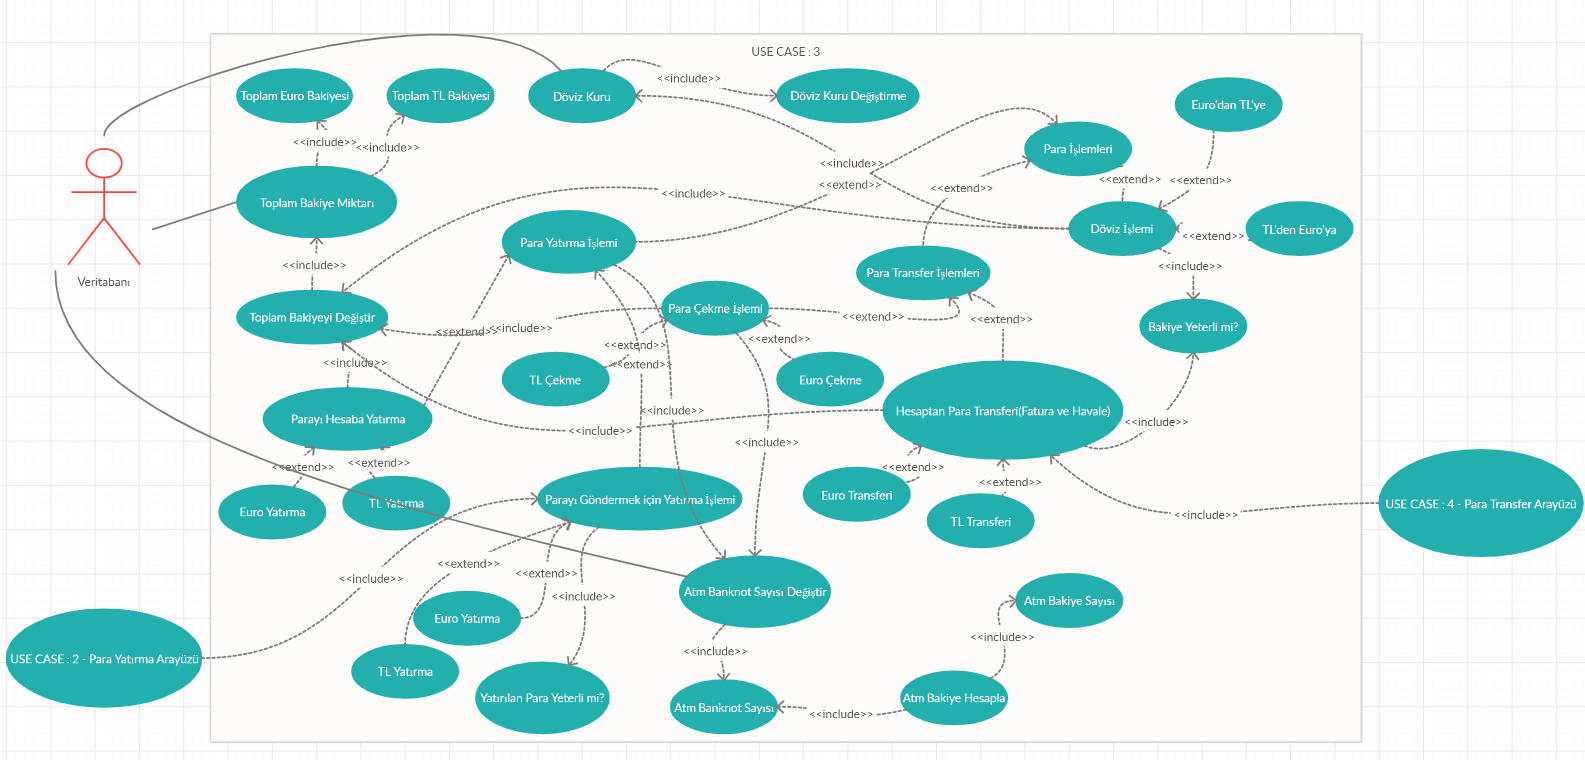 USE CASE : 3
Toplam Euro Bakiyesi
Toplam TL Bakiyesi
Döviz Kuru
<<include>>
Döviz Kuru Değiştirme
Euro'dan TL'ye
<<include>>
<<include>>
<<include>>
<<extend>>
Para İşlemleri
<<extend>>
<<extend>>
<<extend>>
<<include>>
Toplam Bakiye Miktarı
Para Yatırma İşlemi
Döviz İşlemi
<<extend>>
TL'den Euro'ya
<<include>>
Para Transfer İşlemleri
<<include>>
Veritabanı
Toplam Bakiyeyi Değiştir
Para Çekme İşlemi
<<extend>>
<<include>>
<<extend>>
<<extend>>
Bakiye Yeterli mi?
<<extend>>
<<extend>>
<<include>>
<<extend>>
TL Çekme
Euro Çekme
Parayı Hesaba Yatırma
<<include>>
Hesaptan Para Transferi(Fatura ve Havale)
<<include>>
<<include>>
<<include>>
<<extend>>
<<extend>>
<<extend>>
<<extend>>
Euro Yatırma
TL Yatırma
Parayı Göndermek için Yatırma İşlemi
Euro Transferi
TL Transferi
<<include>>
USE CASE : 4 - Para Transfer Arayüzü
<<extend>>
<<include>>
<<extend>>
<<include>>
Atm Banknot Sayısı Değiştir
Atm Bakiye Sayısı
Euro Yatırma
<<include>>
<<include>>
USE CASE : 2 - Para Yatırma Arayüzü
TL Yatırma
Yatırılan Para Yeterli mi?
Atm Banknot Sayısı
<<include>>
Atm Bakiye Hesapla